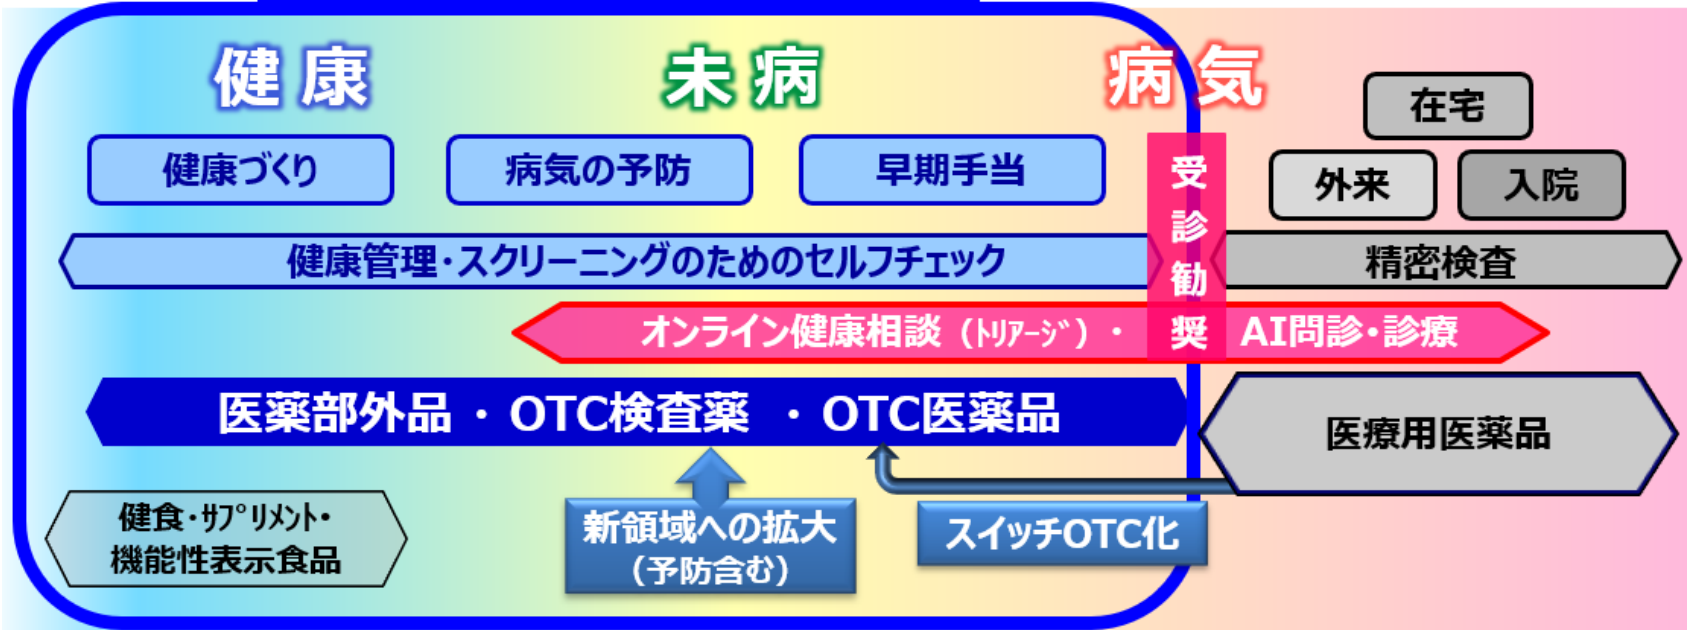 健康
未病
病気
健康づくり
病気の予防
早期手当
受診勧奨
在宅
外来
入院
健康管理・スクリーニングのためのセルフチェック
精密検査
オンライン健康相談（ﾄﾘｱｰｼﾞ）・
AI問診・診療
医薬部外品 ・ OTC検査薬 ・ OTC医薬品
医療用医薬品
健食・ｻﾌﾟﾘﾒﾝﾄ・
機能性表示食品
新領域への拡大
（予防含む）
スイッチOTC化